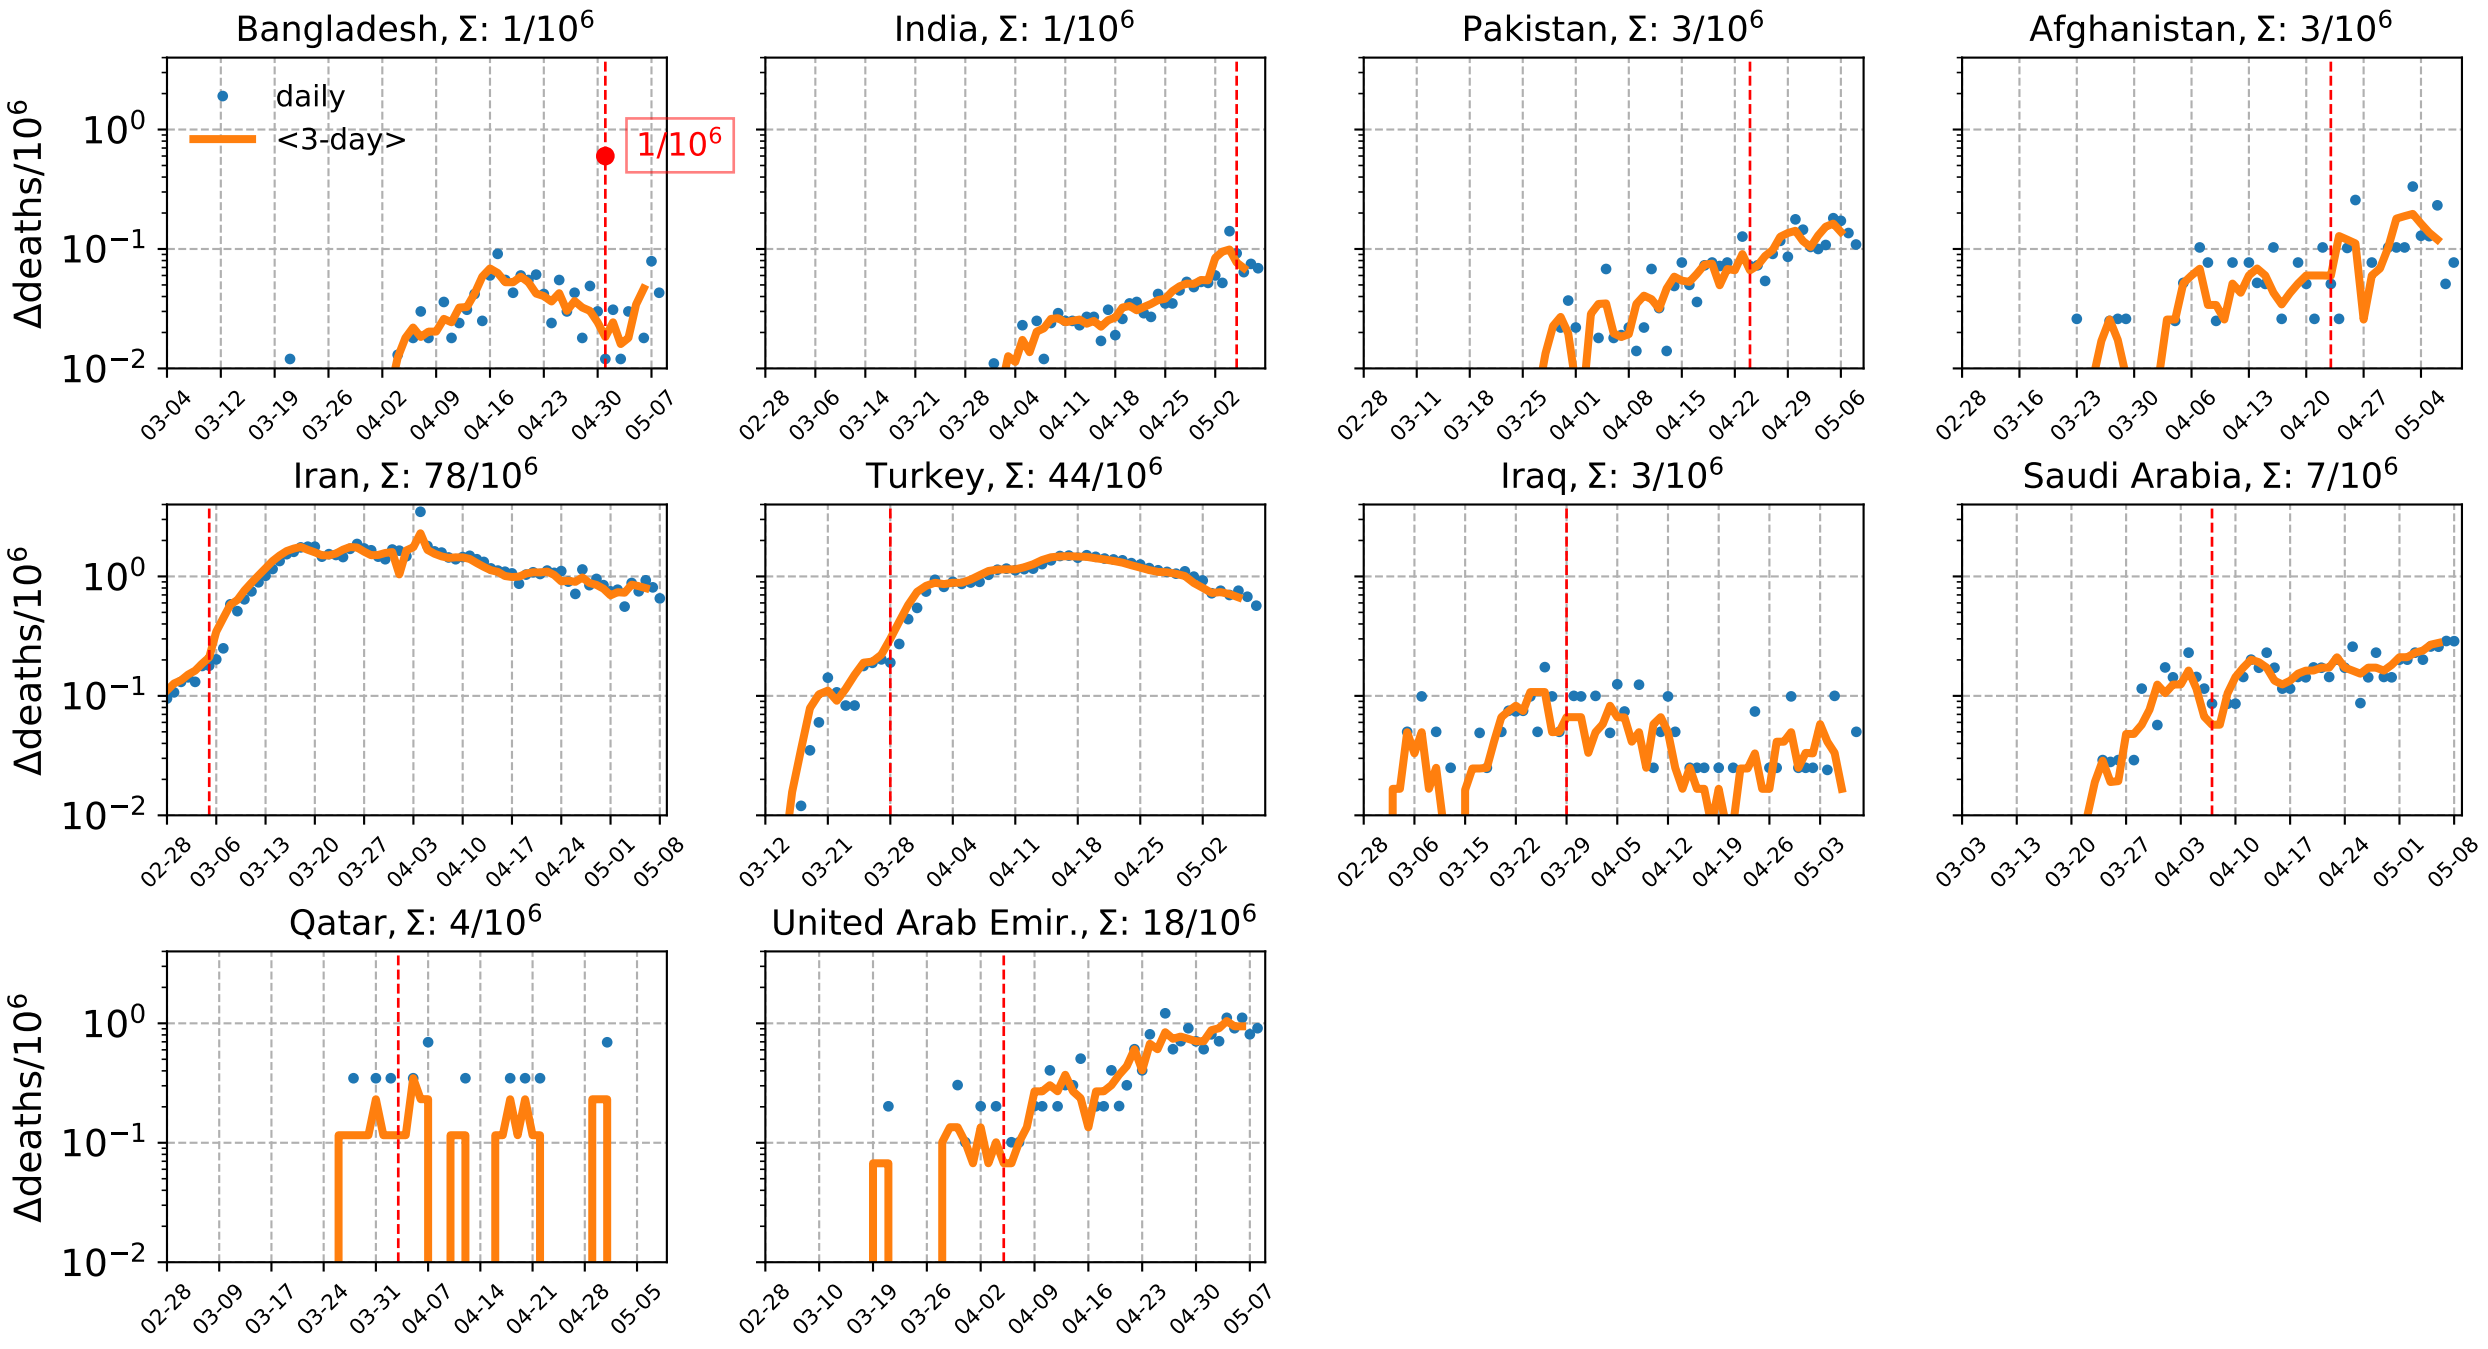 Bangladesh, Σ: 1/10⁶
India, Σ: 1/10⁶
Pakistan, Σ: 3/10⁶
Afghanistan, Σ: 3/10⁶
Δdeaths/10⁶
10⁰
10⁻¹
10⁻²
daily
<3-day>
1/10⁶
03-04 03-12 03-19 03-26 04-02 04-09 04-16 04-23 04-30 05-07
02-28 03-06 03-14 03-21 03-28 04-04 04-11 04-18 04-25 05-02
02-28 03-11 03-18 03-25 04-01 04-08 04-15 04-22 04-29 05-06
02-28 03-16 03-23 03-30 04-06 04-13 04-20 04-27 05-04
Iran, Σ: 78/10⁶
Turkey, Σ: 44/10⁶
Iraq, Σ: 3/10⁶
Saudi Arabia, Σ: 7/10⁶
Δdeaths/10⁶
10⁰
10⁻¹
10⁻²
02-28 03-06 03-13 03-20 03-27 04-03 04-10 04-17 04-24 05-01 05-08
03-12 03-21 03-28 04-04 04-11 04-18 04-25 05-02
02-28 03-06 03-15 03-22 03-29 04-05 04-12 04-19 04-26 05-03
03-03 03-13 03-20 03-27 04-03 04-10 04-17 04-24 05-01 05-08
Qatar, Σ: 4/10⁶
United Arab Emir., Σ: 18/10⁶
Δdeaths/10⁶
10⁰
10⁻¹
10⁻²
02-28 03-09 03-17 03-24 03-31 04-07 04-14 04-21 04-28 05-05
02-28 03-10 03-19 03-26 04-02 04-09 04-16 04-23 04-30 05-07